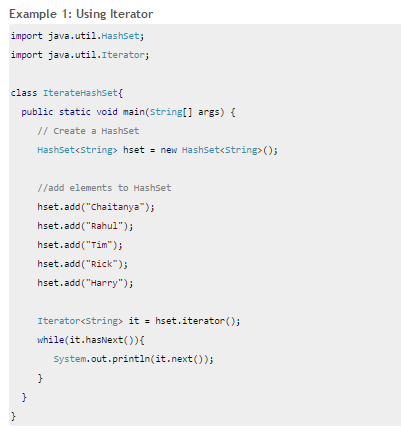 Example 1: Using Iterator
import java.util.HashSet;
import java.util.Iterator;
class IterateHashSet{
public static void main(String[] args) {
// Create a HashSet
HashSet<String> hset = new HashSet<String>();
//add elements to HashSet
hset.add("Chaitanya");
hset.add("Rahul");
hset.add("Tim");
hset.add("Rick");
hset.add("Harry");
Iterator<String> it = hset.iterator();
while(it.hasNext()){
System.out.println(it.next());
}
}
}